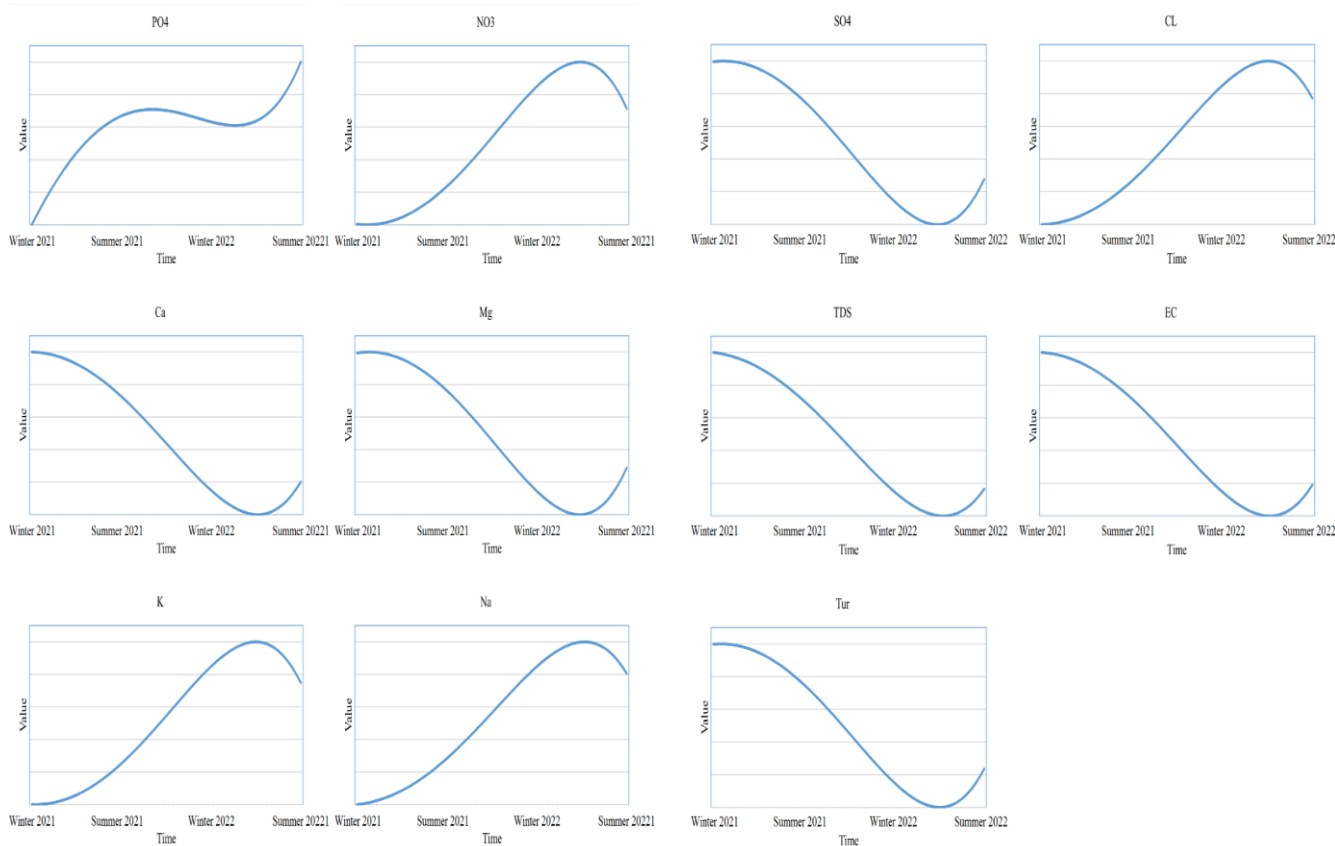 PO4
Value
Winter 2021 Summer 2021 Winter 2022 Summer 20221
Time
NO3
Value
Winter 2021 Summer 2021 Winter 2022 Summer 20221
Time
SO4
Value
Winter 2021 Summer 2021 Winter 2022 Summer 2022
Time
CL
Value
Winter 2021 Summer 2021 Winter 2022 Summer 2022
Time
Ca
Value
Winter 2021 Summer 2021 Winter 2022 Summer 20221
Time
Mg
Value
Winter 2021 Summer 2021 Winter 2022 Summer 20221
Time
TDS
Value
Winter 2021 Summer 2021 Winter 2022 Summer 2022
Time
EC
Value
Winter 2021 Summer 2021 Winter 2022 Summer 2022
Time
K
Value
Winter 2021 Summer 2021 Winter 2022 Summer 20221
Time
Na
Value
Winter 2021 Summer 2021 Winter 2022 Summer 20221
Time
Tur
Value
Winter 2021 Summer 2021 Winter 2022 Summer 2022
Time